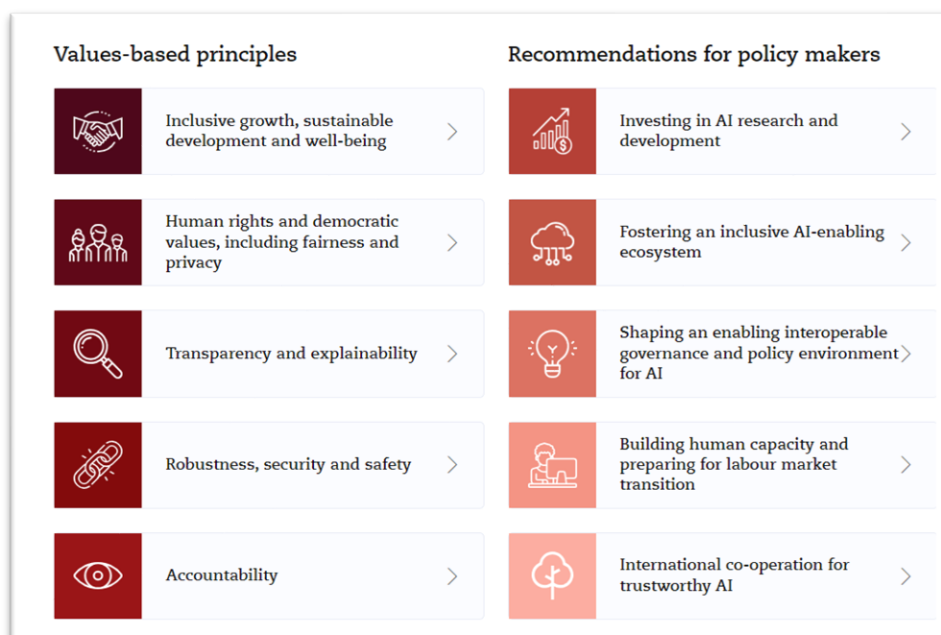 Values-based principles
Inclusive growth, sustainable
development and well-being
Human rights and democratic
values, including fairness and
privacy
Transparency and explainability
Robustness, security and safety
Accountability
Recommendations for policy makers
Investing in AI research and
development
Fostering an inclusive AI-enabling
ecosystem
Shaping an enabling interoperable
governance and policy environment
for AI
Building human capacity and
preparing for labour market
transition
International co-operation for
trustworthy AI